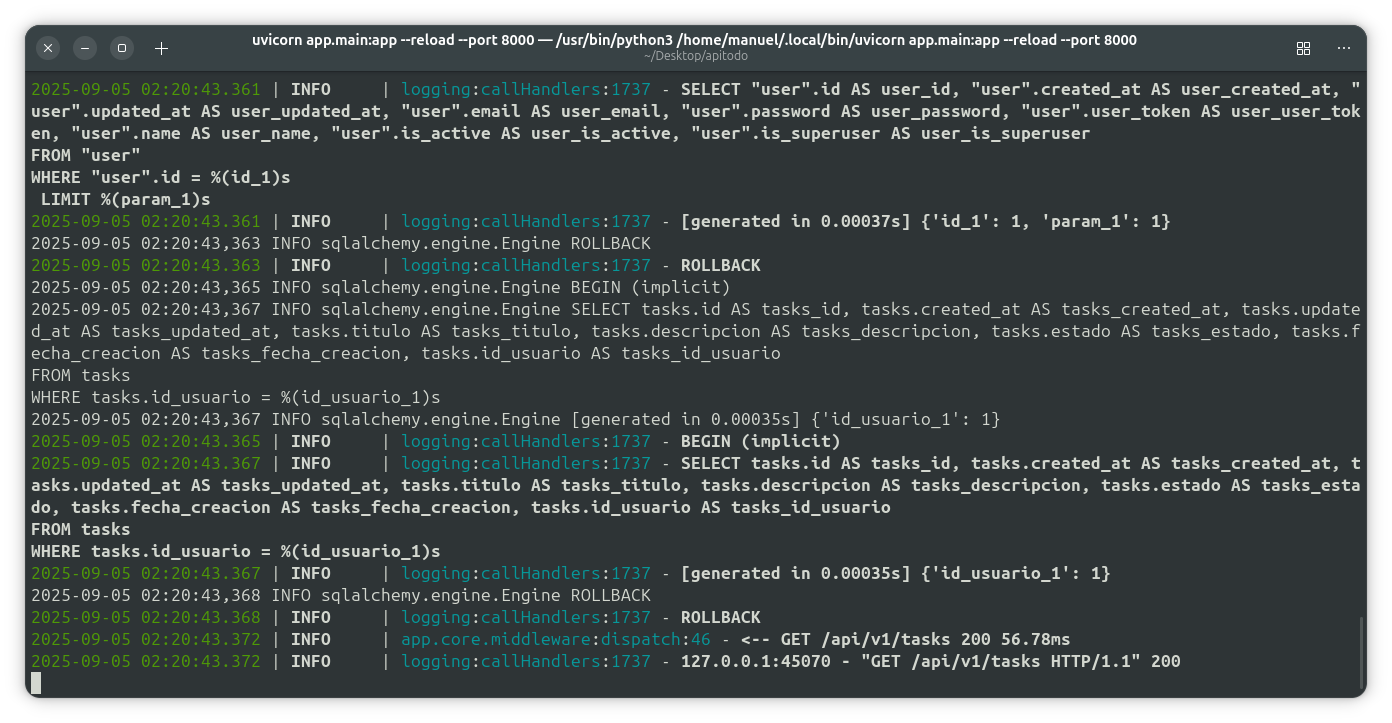 uvicorn app.main:app --reload --port 8000 — /usr/bin/python3 /home/manuel/.local/bin/uvicorn app.main:app --reload --port 8000
~/Desktop/apitodo
2025-09-05 02:20:43.361 | INFO     | logging:callHandlers:1737 - SELECT "user".id AS user_id, "user".created_at AS user_created_at, "
user".updated_at AS user_updated_at, "user".email AS user_email, "user".password AS user_password, "user".user_token AS user_user_tok
en, "user".name AS user_name, "user".is_active AS user_is_active, "user".is_superuser AS user_is_superuser
FROM "user"
WHERE "user".id = %(id_1)s
 LIMIT %(param_1)s
2025-09-05 02:20:43.361 | INFO     | logging:callHandlers:1737 - [generated in 0.00037s] {'id_1': 1, 'param_1': 1}
2025-09-05 02:20:43,363 INFO sqlalchemy.engine.Engine ROLLBACK
2025-09-05 02:20:43.363 | INFO     | logging:callHandlers:1737 - ROLLBACK
2025-09-05 02:20:43,365 INFO sqlalchemy.engine.Engine BEGIN (implicit)
2025-09-05 02:20:43,367 INFO sqlalchemy.engine.Engine SELECT tasks.id AS tasks_id, tasks.created_at AS tasks_created_at, tasks.update
d_at AS tasks_updated_at, tasks.titulo AS tasks_titulo, tasks.descripcion AS tasks_descripcion, tasks.estado AS tasks_estado, tasks.f
echa_creacion AS tasks_fecha_creacion, tasks.id_usuario AS tasks_id_usuario
FROM tasks
WHERE tasks.id_usuario = %(id_usuario_1)s
2025-09-05 02:20:43,367 INFO sqlalchemy.engine.Engine [generated in 0.00035s] {'id_usuario_1': 1}
2025-09-05 02:20:43.365 | INFO     | logging:callHandlers:1737 - BEGIN (implicit)
2025-09-05 02:20:43.367 | INFO     | logging:callHandlers:1737 - SELECT tasks.id AS tasks_id, tasks.created_at AS tasks_created_at, t
asks.updated_at AS tasks_updated_at, tasks.titulo AS tasks_titulo, tasks.descripcion AS tasks_descripcion, tasks.estado AS tasks_esta
do, tasks.fecha_creacion AS tasks_fecha_creacion, tasks.id_usuario AS tasks_id_usuario
FROM tasks
WHERE tasks.id_usuario = %(id_usuario_1)s
2025-09-05 02:20:43.367 | INFO     | logging:callHandlers:1737 - [generated in 0.00035s] {'id_usuario_1': 1}
2025-09-05 02:20:43,368 INFO sqlalchemy.engine.Engine ROLLBACK
2025-09-05 02:20:43.368 | INFO     | logging:callHandlers:1737 - ROLLBACK
2025-09-05 02:20:43.372 | INFO     | app.core.middleware:dispatch:46 - <-- GET /api/v1/tasks 200 56.78ms
2025-09-05 02:20:43.372 | INFO     | logging:callHandlers:1737 - 127.0.0.1:45070 - "GET /api/v1/tasks HTTP/1.1" 200